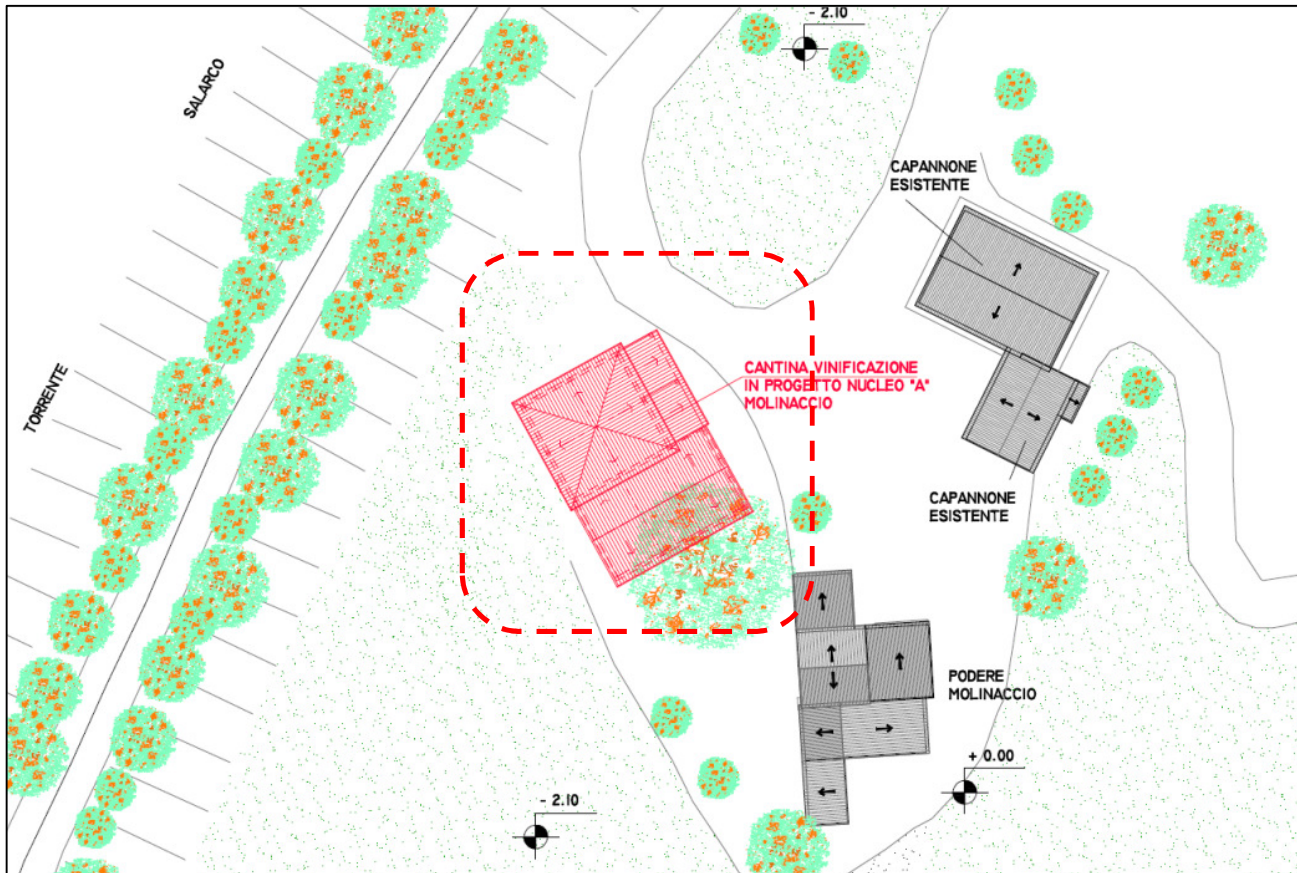 - 2.10
SALARCO
CAPANNONE
ESISTENTE
CANTINA VINIFICAZIONE
IN PROGETTO NUCLEO "A"
MOLINACCIO
TORRENTE
CAPANNONE
ESISTENTE
PODERE
MOLINACCIO
+ 0.00
- 2.10